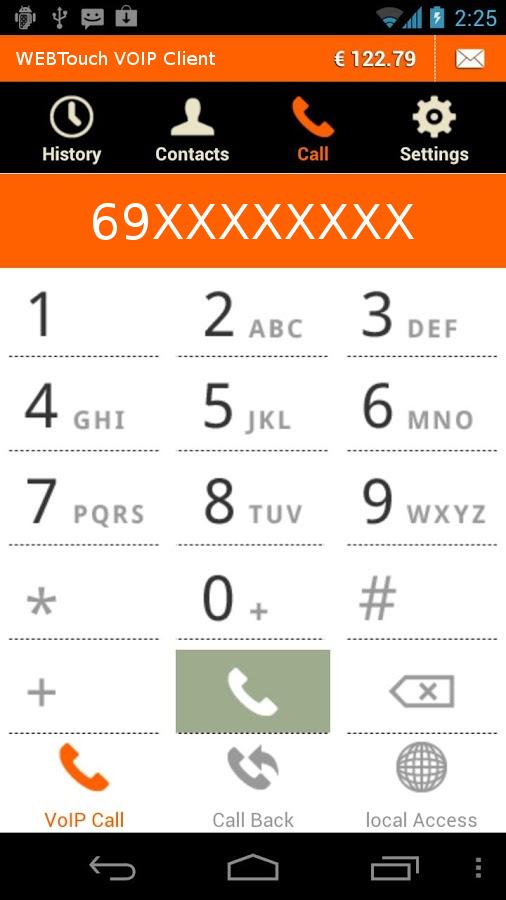 2:25
WEBTouch VOIP Client € 122.79
History Contacts Call Settings
69XXXXXXXX
1 2 ABC 3 DEF
4 GHI 5 JKL 6 MNO
7 PQRS 8 TUV 9 WXYZ
* 0 + #
+
VoIP Call Call Back local Access